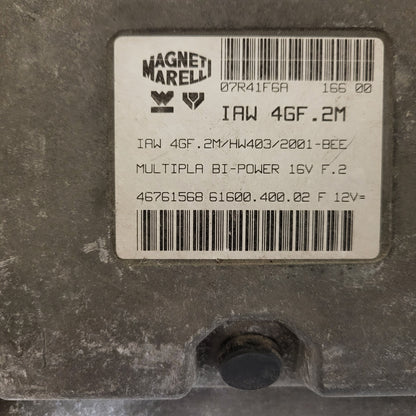 MAGNETI
MARELLI
07R41F6A 166 00
IAW 4GF.2M
IAW 4GF.2M/HW403/2001-BEE/
MULTIPLA BI-POWER 16V F.2
46761568 61600.400.02 F 12V=